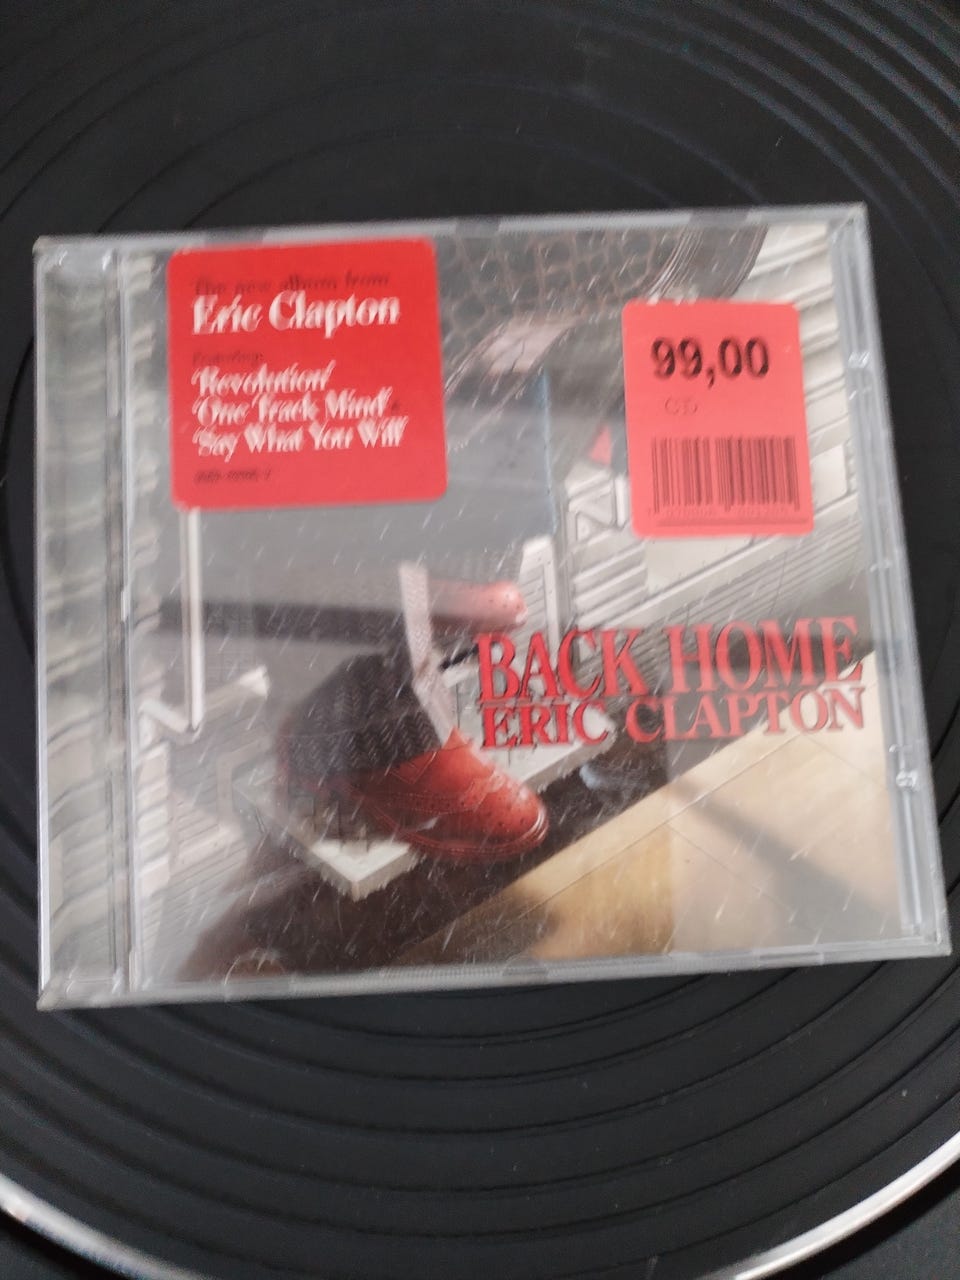 The new album from
Eric Clapton
Featuring
'Revolution'
'One Track Mind' &
'Say What You Will'
99,00
CD
BACK HOME
ERIC CLAPTON